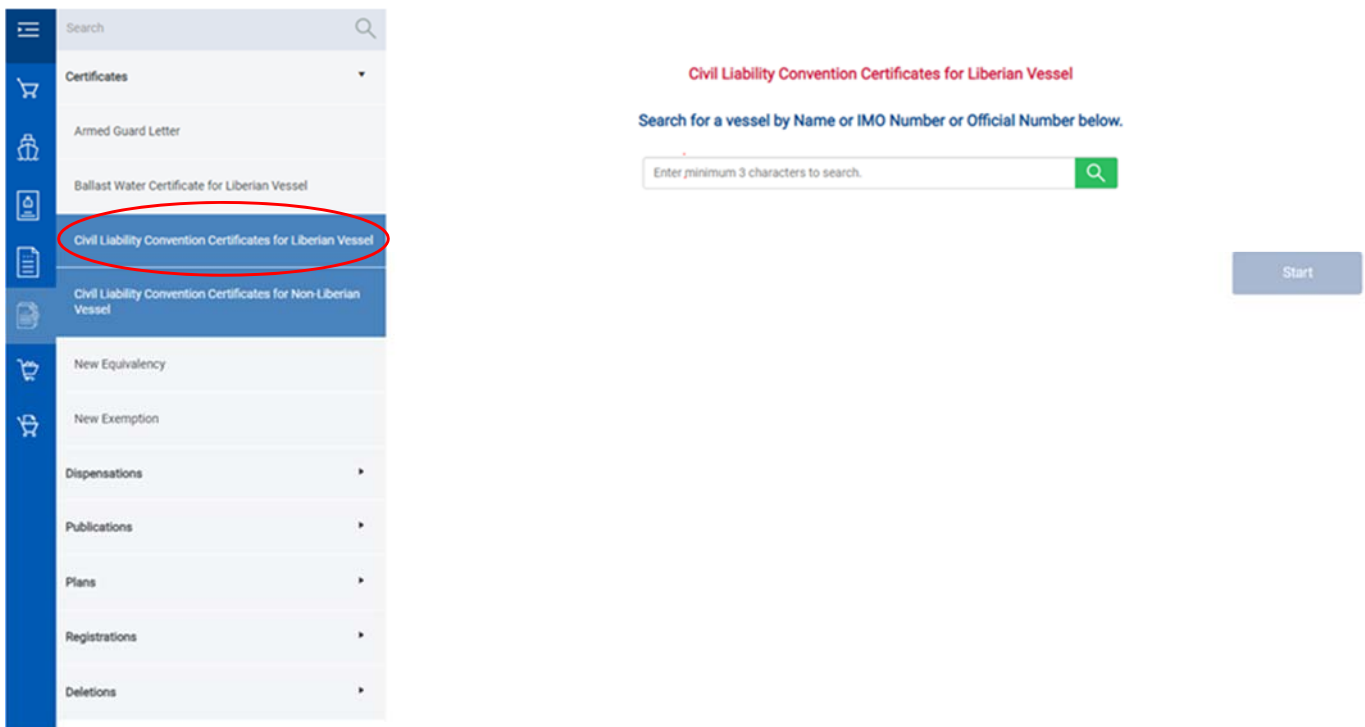 Search
Certificates
Armed Guard Letter
Ballast Water Certificate for Liberian Vessel
Civil Liability Convention Certificates for Liberian Vessel
Civil Liability Convention Certificates for Non-Liberian
Vessel
New Equivalency
New Exemption
Dispensations
Publications
Plans
Registrations
Deletions
Civil Liability Convention Certificates for Liberian Vessel
Search for a vessel by Name or IMO Number or Official Number below.
Enter minimum 3 characters to search.
Start